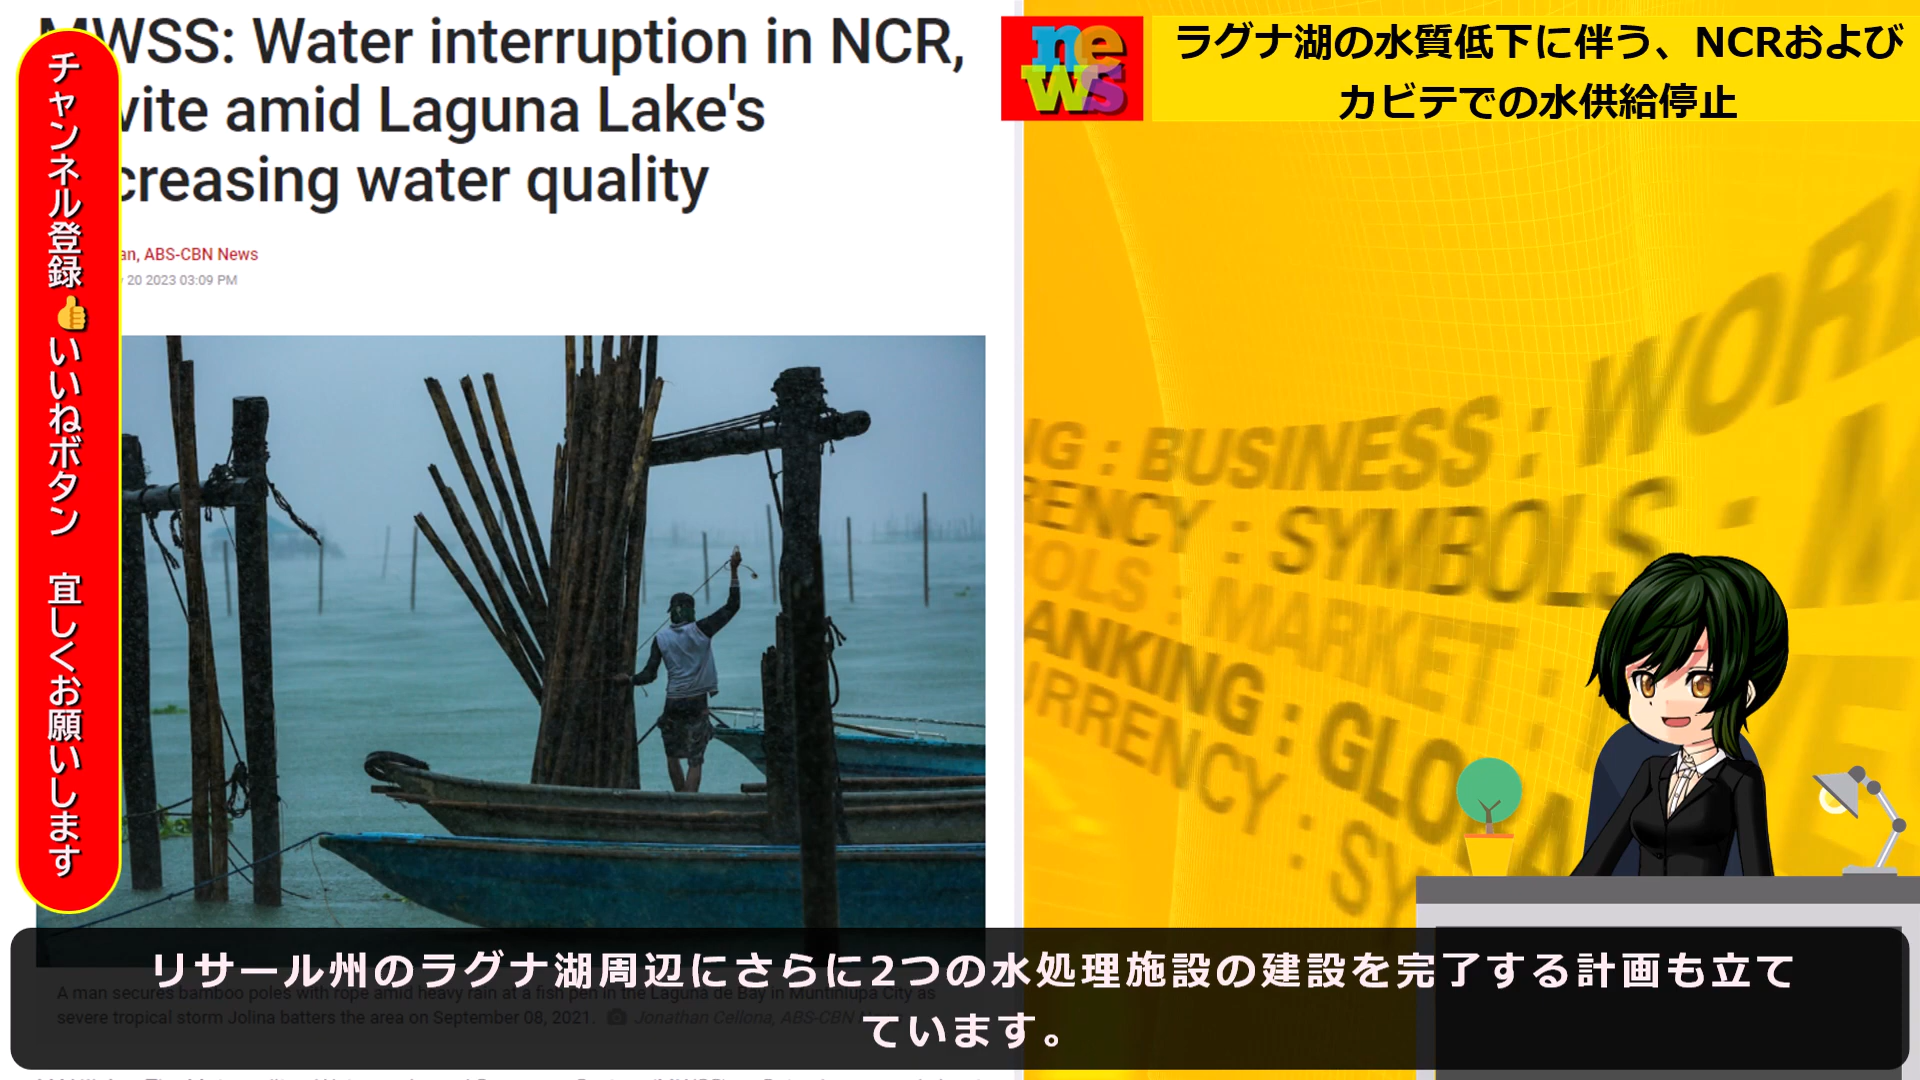 MWSS: Water interruption in NCR,
vite amid Laguna Lake's
creasing water quality
an, ABS-CBN News
20 2023 03:09 PM
チャンネル登録👍いいねボタン　宜しくお願いします
news
ラグナ湖の水質低下に伴う、NCRおよび
カビテでの水供給停止
NG : BUSINESS : WORL
RENCY : SYMBOLS : M
OLS : MARKET :
ANKING : GLOBA
URRENCY : SY
リサール州のラグナ湖周辺にさらに2つの水処理施設の建設を完了する計画も立て
ています。
A man secures bamboo poles with rope amid heavy rain at a fish pen in the Laguna de Bay in Muntinlupa City as
severe tropical storm Jolina batters the area on September 08, 2021. Jonathan Cellona, ABS-CBN